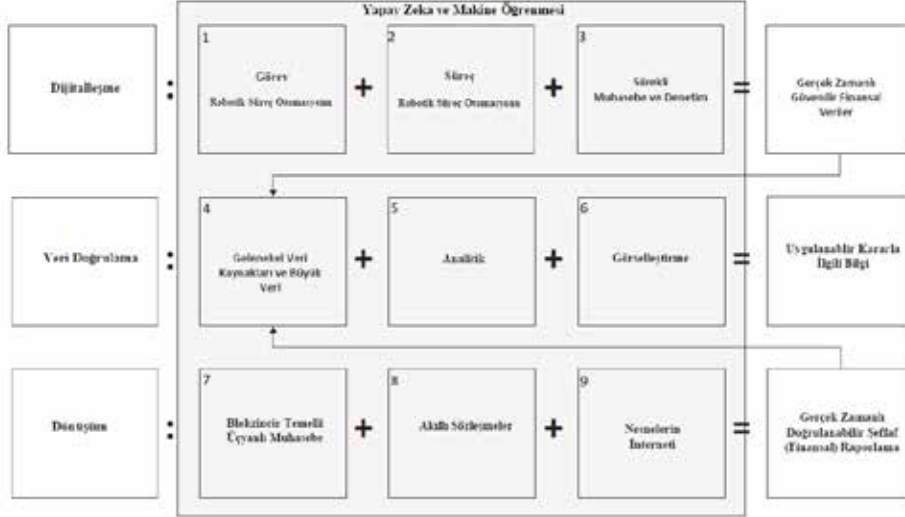 Yapay Zeka ve Makine Öğrenmesi
Dijitalleşme
:
1
Görev
Robotik Süreç Otomasyonu
+
2
Süreç
Robotik Süreç Otomasyonu
+
3
Sürekli
Muhasebe ve Denetim
=
Gerçek Zamanlı
Güvenilir Finansal
Veriler
Veri Doğrulama
:
4
Geleneksel Veri
Kaynakları ve Büyük
Veri
+
5
Analitik
+
6
Görselleştirme
=
Uygulanabilir Kararla
İlgili Bilgi
Dönüşüm
:
7
Blokzincir Temelli
Üçyanlı Muhasebe
+
8
Akıllı Sözleşmeler
+
9
Nesnelerin
İnterneti
=
Gerçek Zamanlı
Doğrulanabilir Şeffaf
(Finansal) Raporlama